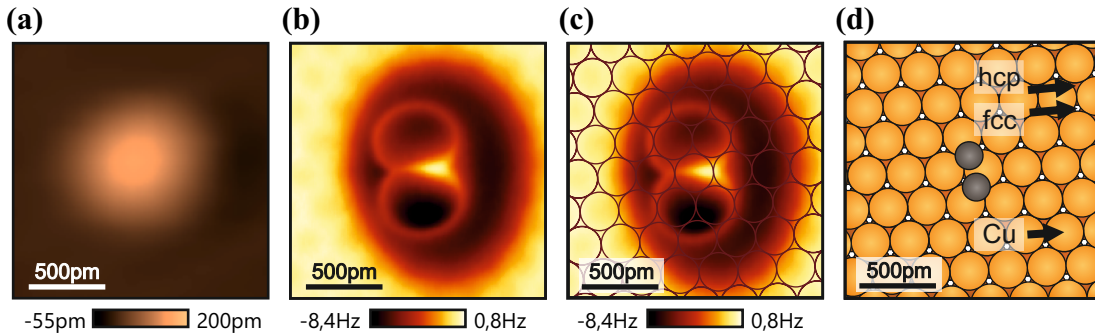 (a)
(b)
(c)
(d)
hcp
fcc
Cu
500pm
500pm
500pm
500pm
-55pm 200pm
-8,4Hz 0,8Hz
-8,4Hz 0,8Hz